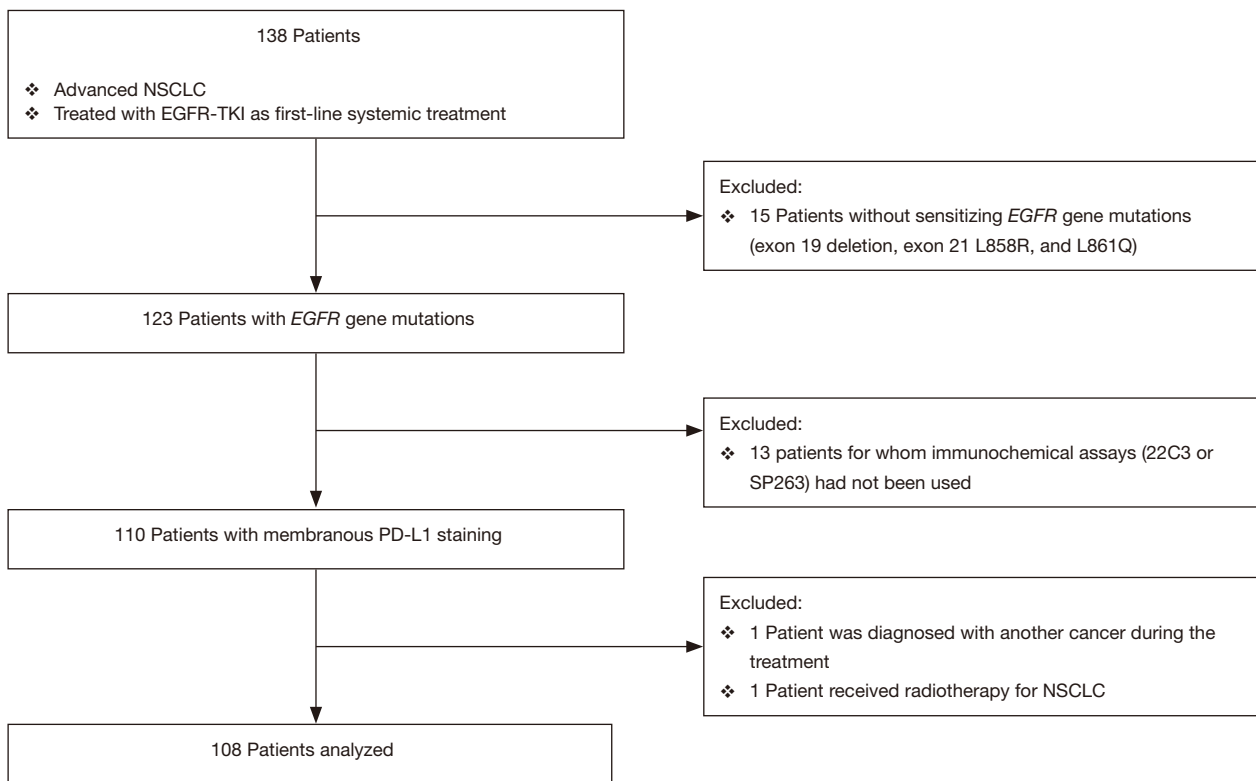 138 Patients
❖ Advanced NSCLC
❖ Treated with EGFR-TKI as first-line systemic treatment
Excluded:
❖ 15 Patients without sensitizing EGFR gene mutations
(exon 19 deletion, exon 21 L858R, and L861Q)
123 Patients with EGFR gene mutations
Excluded:
❖ 13 patients for whom immunochemical assays (22C3 or
SP263) had not been used
110 Patients with membranous PD-L1 staining
Excluded:
❖ 1 Patient was diagnosed with another cancer during the
treatment
❖ 1 Patient received radiotherapy for NSCLC
108 Patients analyzed